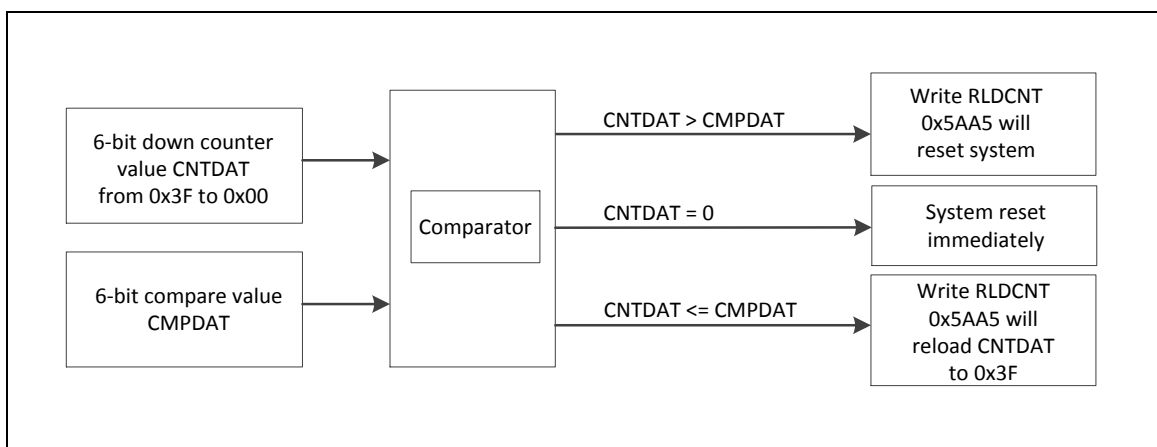 6-bit down counter
value CNTDAT
from 0x3F to 0x00
6-bit compare value
CMPDAT
Comparator
CNTDAT > CMPDAT
CNTDAT = 0
CNTDAT <= CMPDAT
Write RLDCNT
0x5AA5 will
reset system
System reset
immediately
Write RLDCNT
0x5AA5 will
reload CNTDAT
to 0x3F